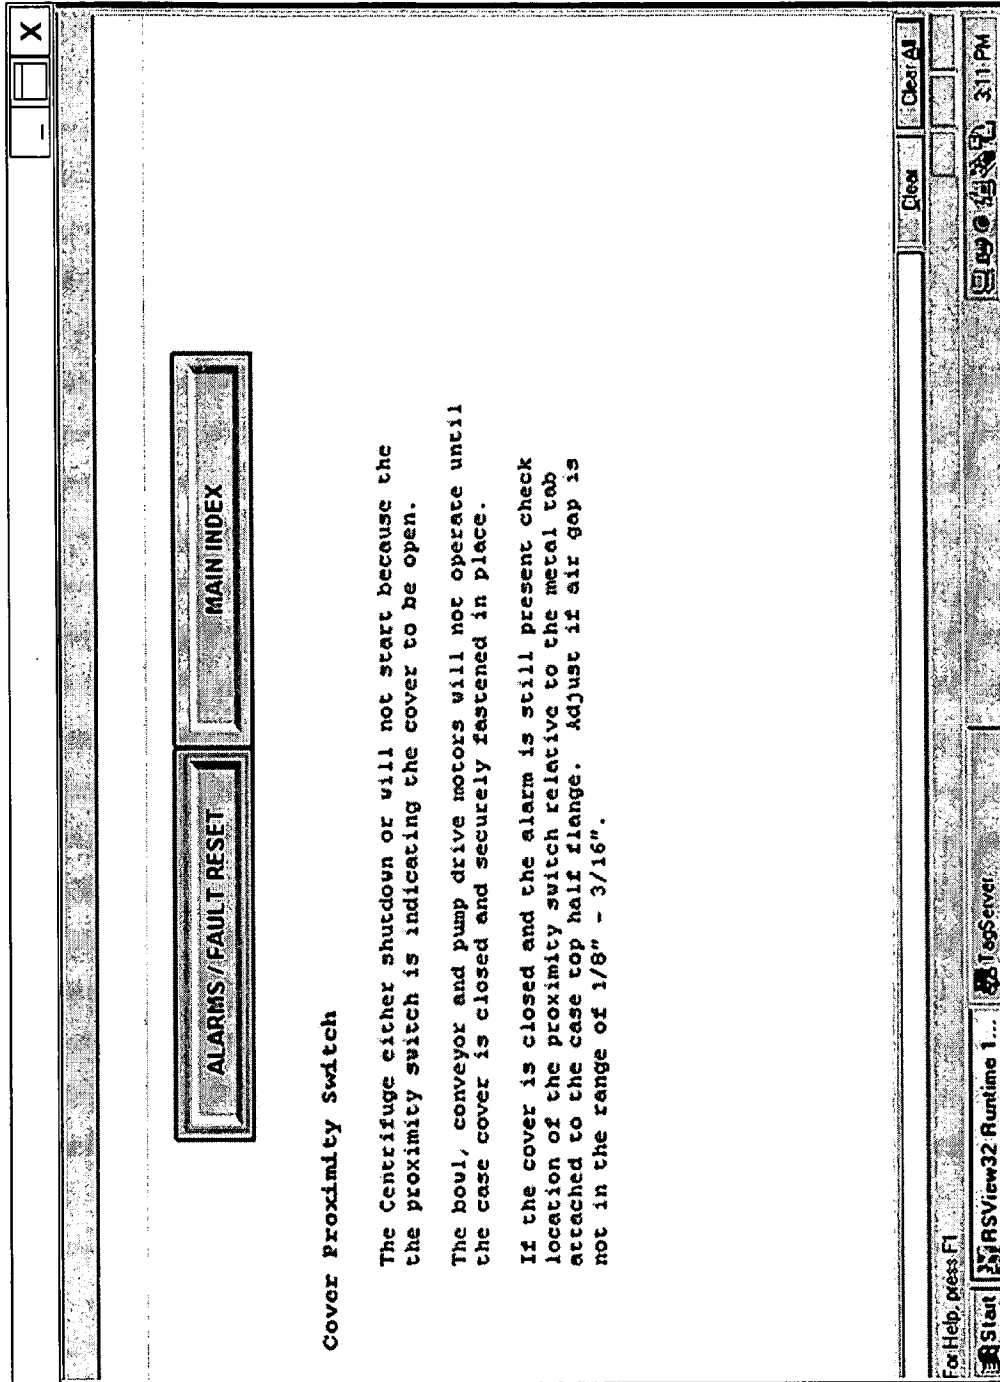 X
ALARMS / FAULT RESET
MAIN INDEX
Cover Proximity Switch
The Centrifuge either shutdown or will not start because the
the proximity switch is indicating the cover to be open.
The bowl, conveyor and pump drive motors will not operate until
the case cover is closed and securely fastened in place.
If the cover is closed and the alarm is still present check
location of the proximity switch relative to the metal tab
attached to the case top half flange.  Adjust if air gap is
not in the range of 1/8" - 3/16".
Clear
Clear All
For Help, press F1
Start
RSView32 Runtime 1...
TagServer
3:11 PM